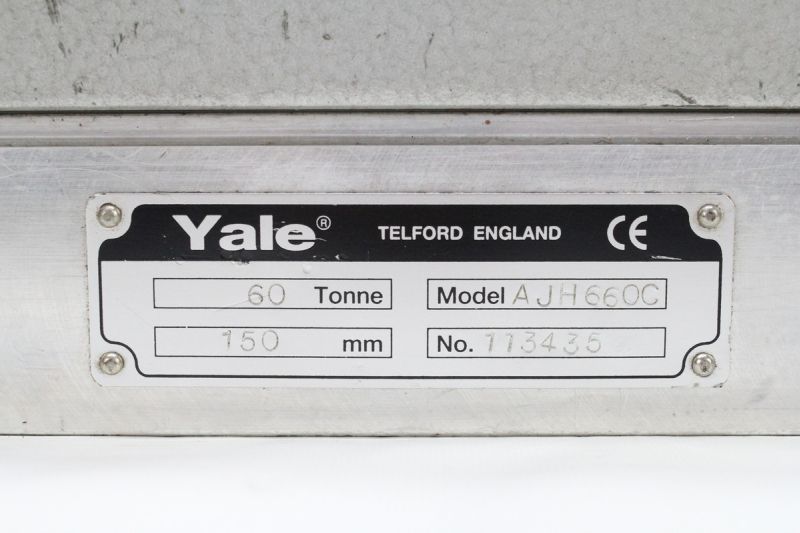 Yale® TELFORD ENGLAND CE
60 Tonne
Model AJH660C
150 mm
No. 113435